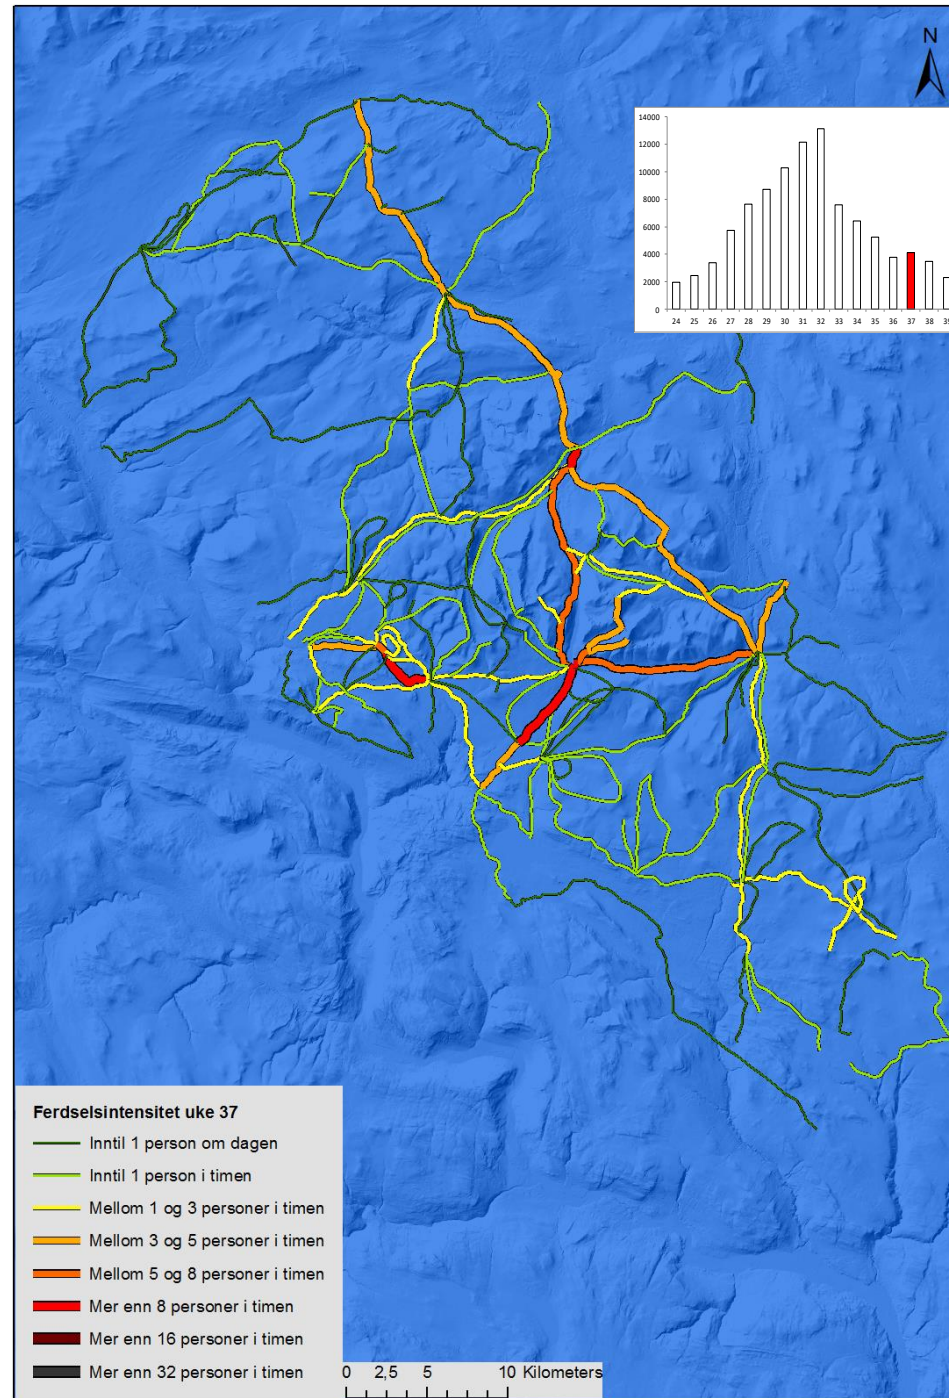 N
14000
12000
10000
8000
6000
4000
2000
0
24 25 26 27 28 29 30 31 32 33 34 35 36 37 38 39
Ferdselsintensitet uke 37
Inntil 1 person om dagen
Inntil 1 person i timen
Mellom 1 og 3 personer i timen
Mellom 3 og 5 personer i timen
Mellom 5 og 8 personer i timen
Mer enn 8 personer i timen
Mer enn 16 personer i timen
Mer enn 32 personer i timen
0 2,5 5 10 Kilometers